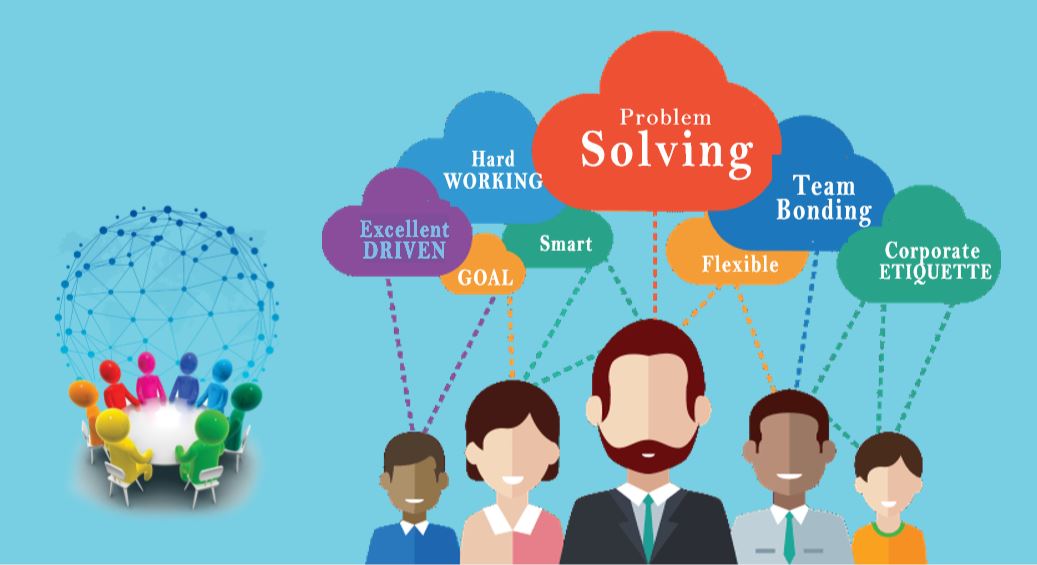 Problem
Solving
Hard
WORKING
Team
Bonding
Excellent
DRIVEN
GOAL
Smart
Flexible
Corporate
ETIQUETTE